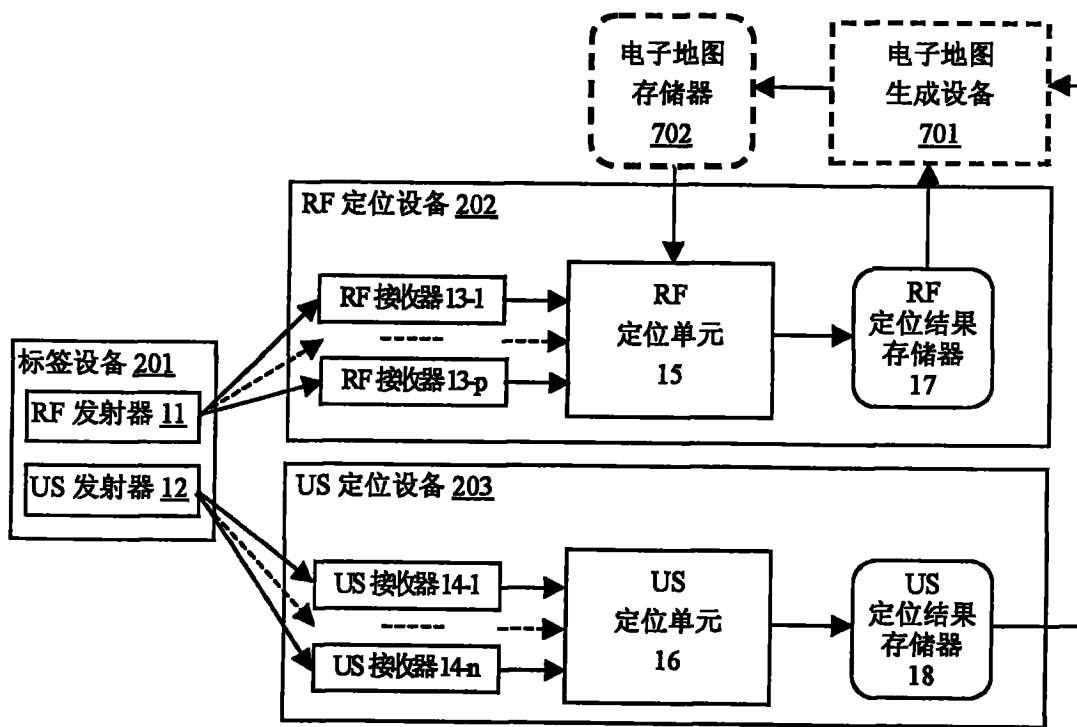 电子地图
存储器
702
电子地图
生成设备
701
RF 定位设备 202
RF 接收器 13-1
RF 接收器 13-p
RF
定位单元
15
RF
定位结果
存储器
17
标签设备 201
RF 发射器 11
US 发射器 12
US 定位设备 203
US 接收器 14-1
US 接收器 14-n
US
定位单元
16
US
定位结果
存储器
18